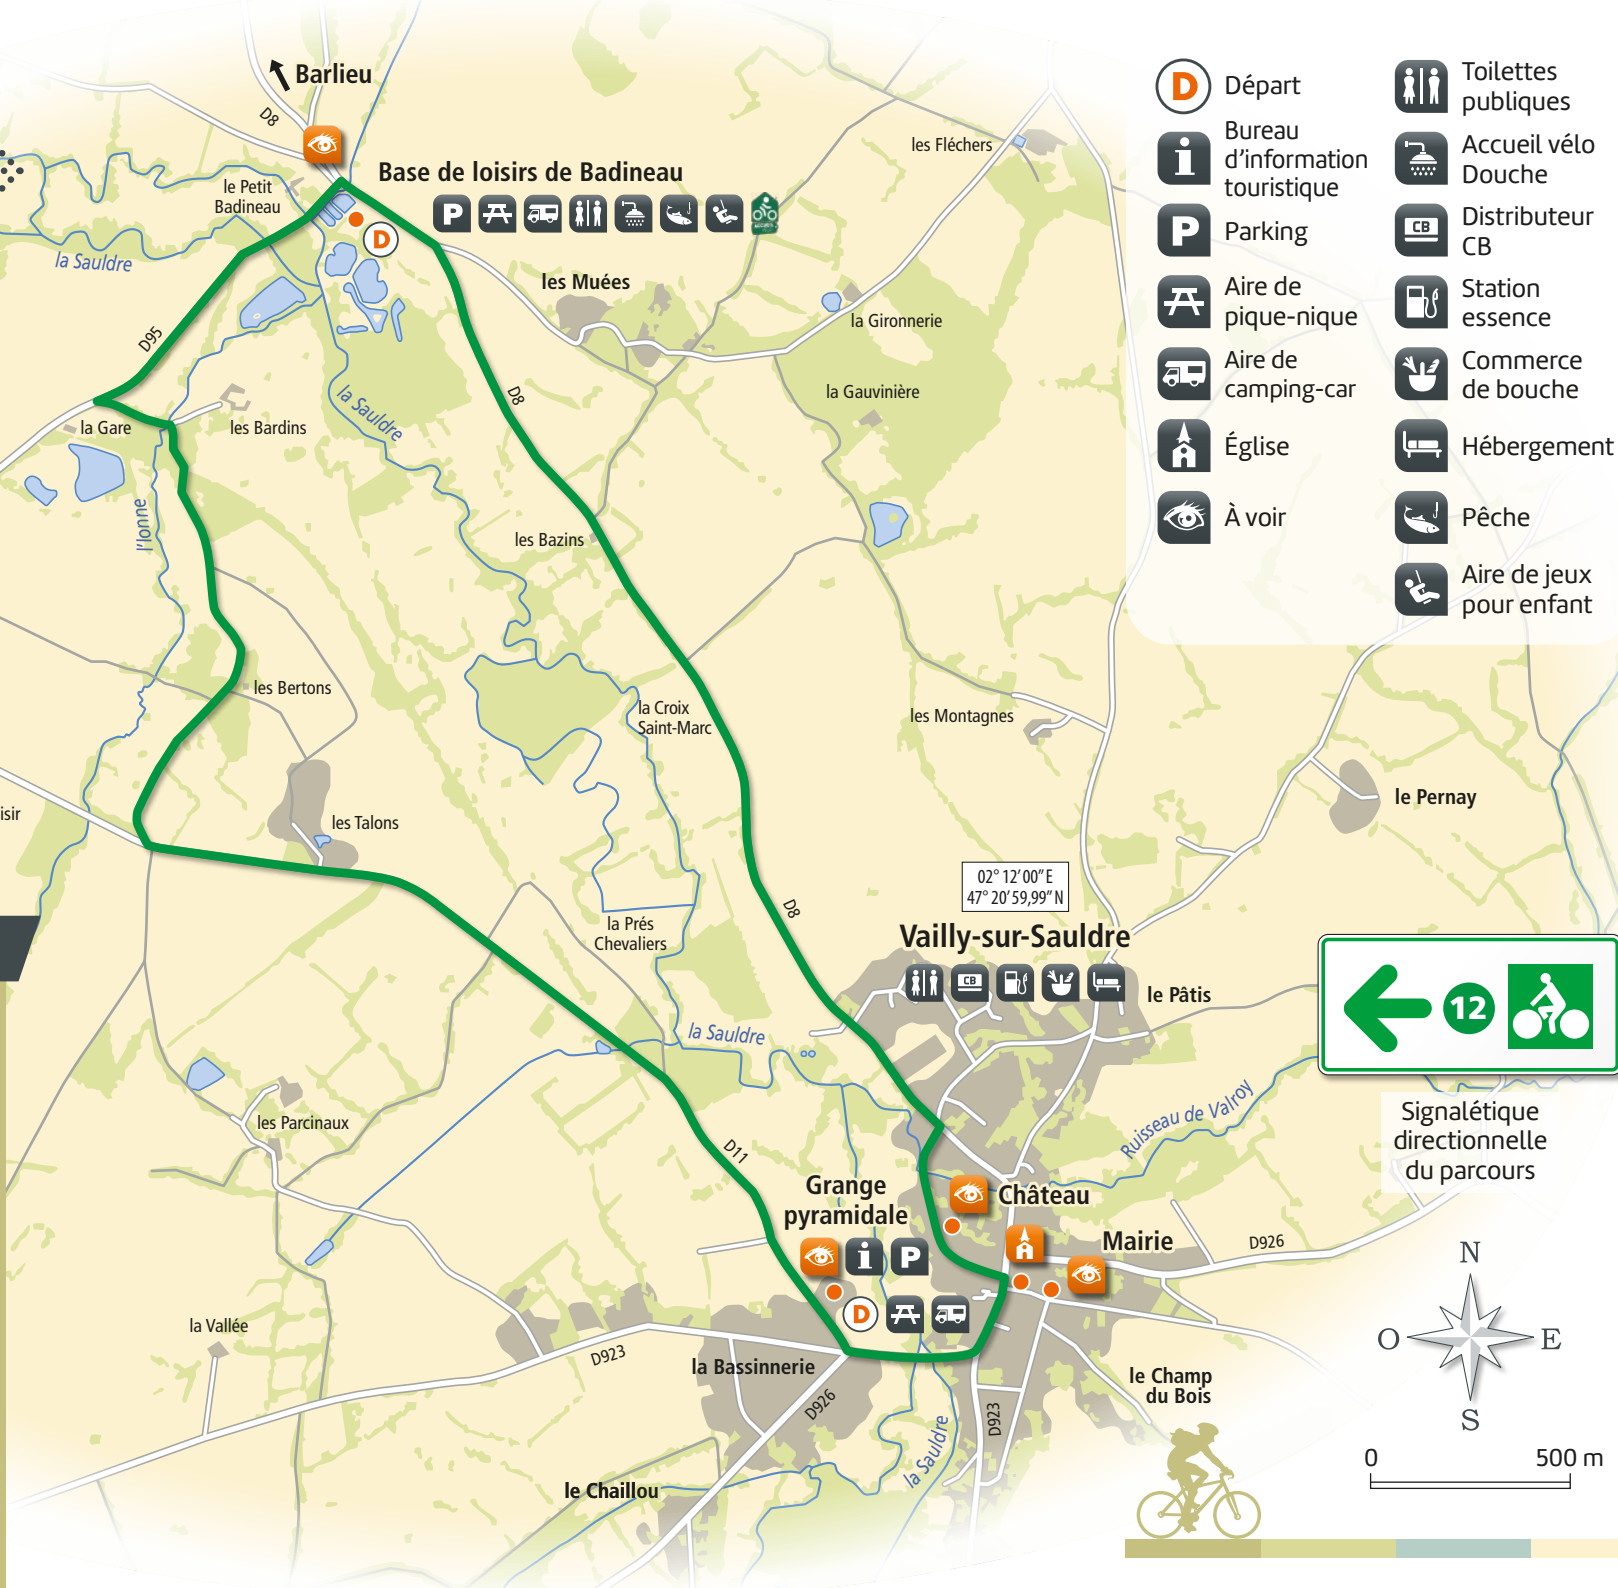 Barlieu
D8
Base de loisirs de Badineau
P
D
le Petit
Badineau
la Sauldre
D95
les Muées
les Fléchers
la Gironnerie
la Gauvinière
la Gare
les Bardins
la Sauldre
D8
l'Ionne
les Bazins
les Bertons
la Croix
Saint-Marc
les Montagnes
le Pernay
isir
les Talons
02° 12' 00" E
47° 20' 59,99" N
Vailly-sur-Sauldre
CB
le Pâtis
D8
la Prés
Chevaliers
la Sauldre
Ruisseau de Valroy
les Parcinaux
D11
Grange
pyramidale
i
P
D
Château
Mairie
D926
la Vallée
D923
la Bassinnerie
D926
D923
la Sauldre
le Champ
du Bois
le Chaillou
D
Départ
i
Bureau
d'information
touristique
P
Parking
Aire de
pique-nique
Aire de
camping-car
Église
À voir
Toilettes
publiques
Accueil vélo
Douche
CB
Distributeur
CB
Station
essence
Commerce
de bouche
Hébergement
Pêche
Aire de jeux
pour enfant
12
Signalétique
directionnelle
du parcours
N
O
E
S
0
500 m